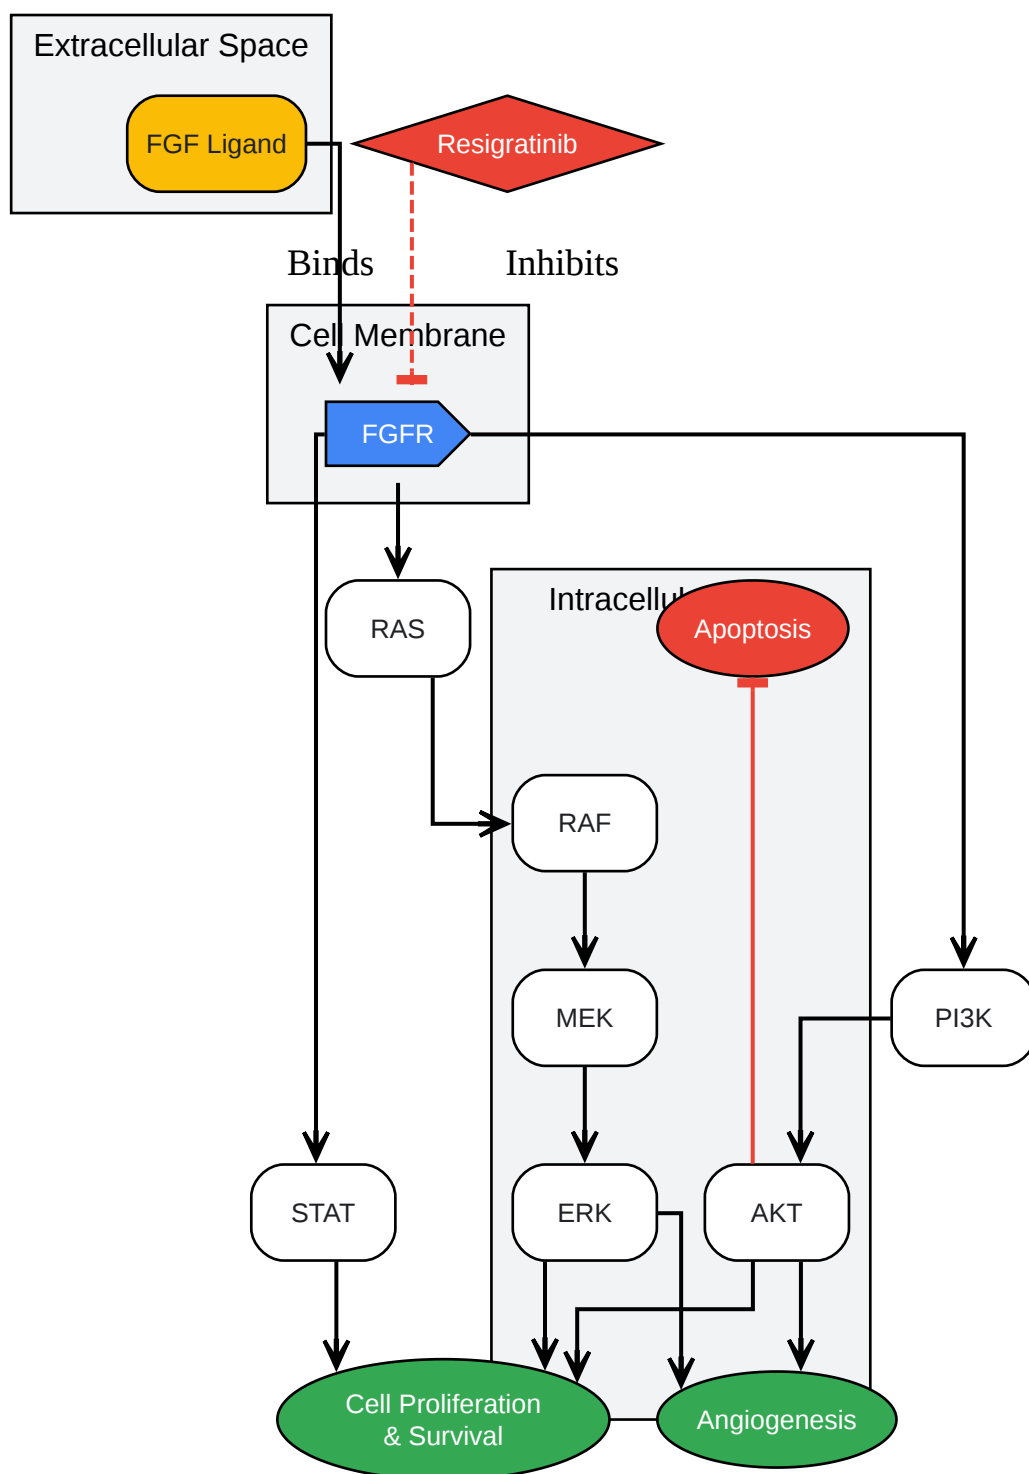 Extracellular Space
FGF Ligand
Resigratinib
Binds
Inhibits
Cell Membrane
FGFR
RAS
Apoptosis
RAF
MEK
PI3K
STAT
ERK
AKT
Cell Proliferation
& Survival
Angiogenesis